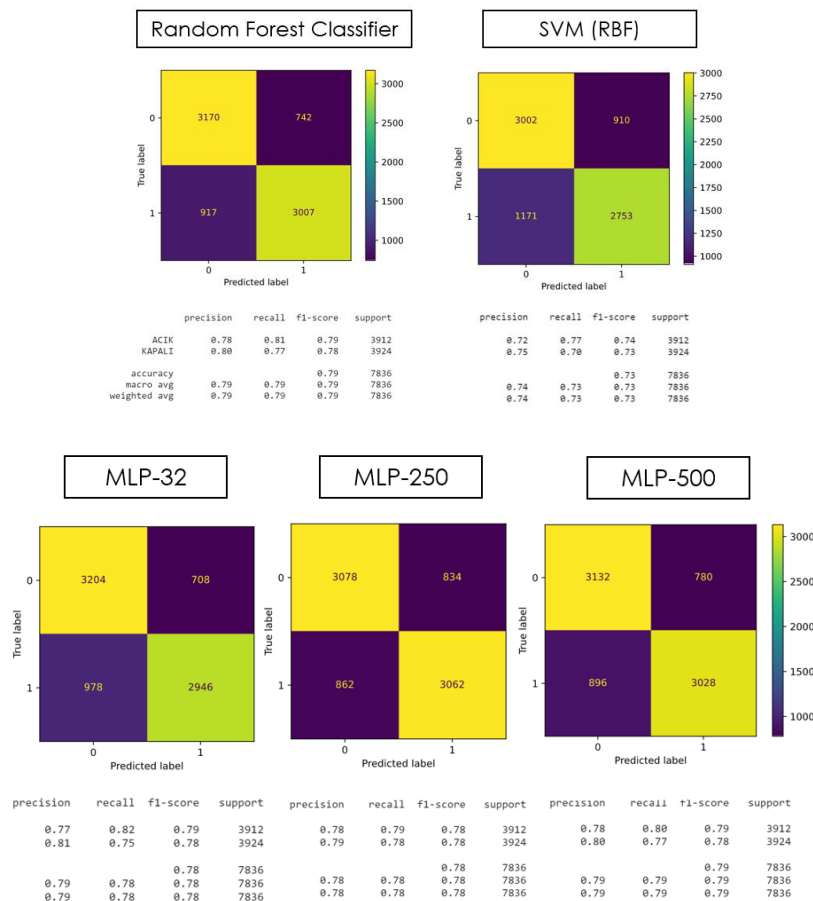 Random Forest Classifier
SVM (RBF)
True label
0
1
3170
742
917
3007
0
1
Predicted label
3000
2500
2000
1500
1000
True label
0
1
3002
910
1171
2753
0
1
Predicted label
3000
2750
2500
2250
2000
1750
1500
1250
1000
precision recall f1-score support
ACIK 0.78 0.81 0.79 3912
KAPALI 0.80 0.77 0.78 3924
accuracy 0.79 7836
macro avg 0.79 0.79 0.79 7836
weighted avg 0.79 0.79 0.79 7836
precision recall f1-score support
0.72 0.77 0.74 3912
0.75 0.70 0.73 3924
0.73 7836
0.74 0.73 0.73 7836
0.74 0.73 0.73 7836
MLP-32
MLP-250
MLP-500
True label
0
1
3204
708
978
2946
0
1
Predicted label
True label
0
1
3078
834
862
3062
0
1
Predicted label
True label
0
1
3132
780
896
3028
0
1
Predicted label
3000
2500
2000
1500
1000
precision recall f1-score support
0.77 0.82 0.79 3912
0.81 0.75 0.78 3924
0.78 7836
0.79 0.78 0.78 7836
0.79 0.78 0.78 7836
precision recall f1-score support
0.78 0.79 0.78 3912
0.79 0.78 0.78 3924
0.78 7836
0.78 0.78 0.78 7836
0.78 0.78 0.78 7836
precision recall f1-score support
0.78 0.80 0.79 3912
0.80 0.77 0.78 3924
0.79 7836
0.79 0.79 0.79 7836
0.79 0.79 0.79 7836